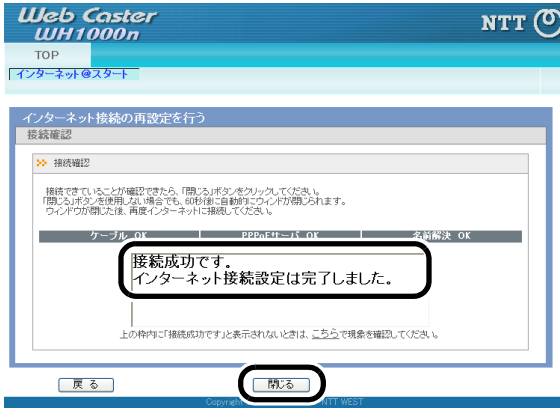 Web Caster
WH1000n
NTT
TOP
インターネット@スタート
インターネット接続の再設定を行う
接続確認
接続確認
接続できていることが確認できたら、「閉じる」ボタンをクリックしてください。
「閉じる」ボタンを使用しない場合でも、60秒後に自動的にウィンドが閉じられます。
ウィンドウが閉じた後、再度インターネットに接続してください。
ケーブル OK PPPoEサーバ OK 名前解決 OK
接続成功です。
インターネット接続設定は完了しました。
上の枠内に「接続成功です」と表示されないときは、こちらで現象を確認してください。
戻る 閉じる
Copyright NTT WEST